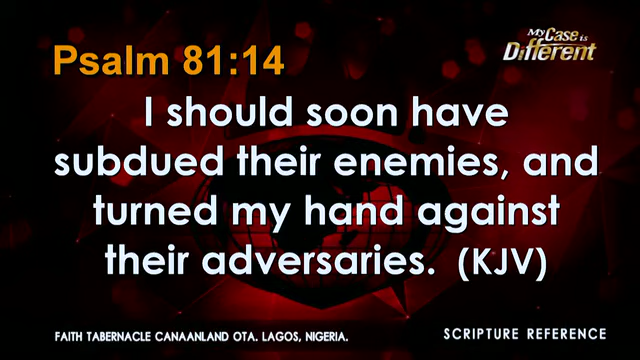 Psalm 81:14
My Case is
Different
I should soon have
subdued their enemies, and
turned my hand against
their adversaries. (KJV)
FAITH TABERNACLE CANAANLAND OTA. LAGOS, NIGERIA.
SCRIPTURE REFERENCE